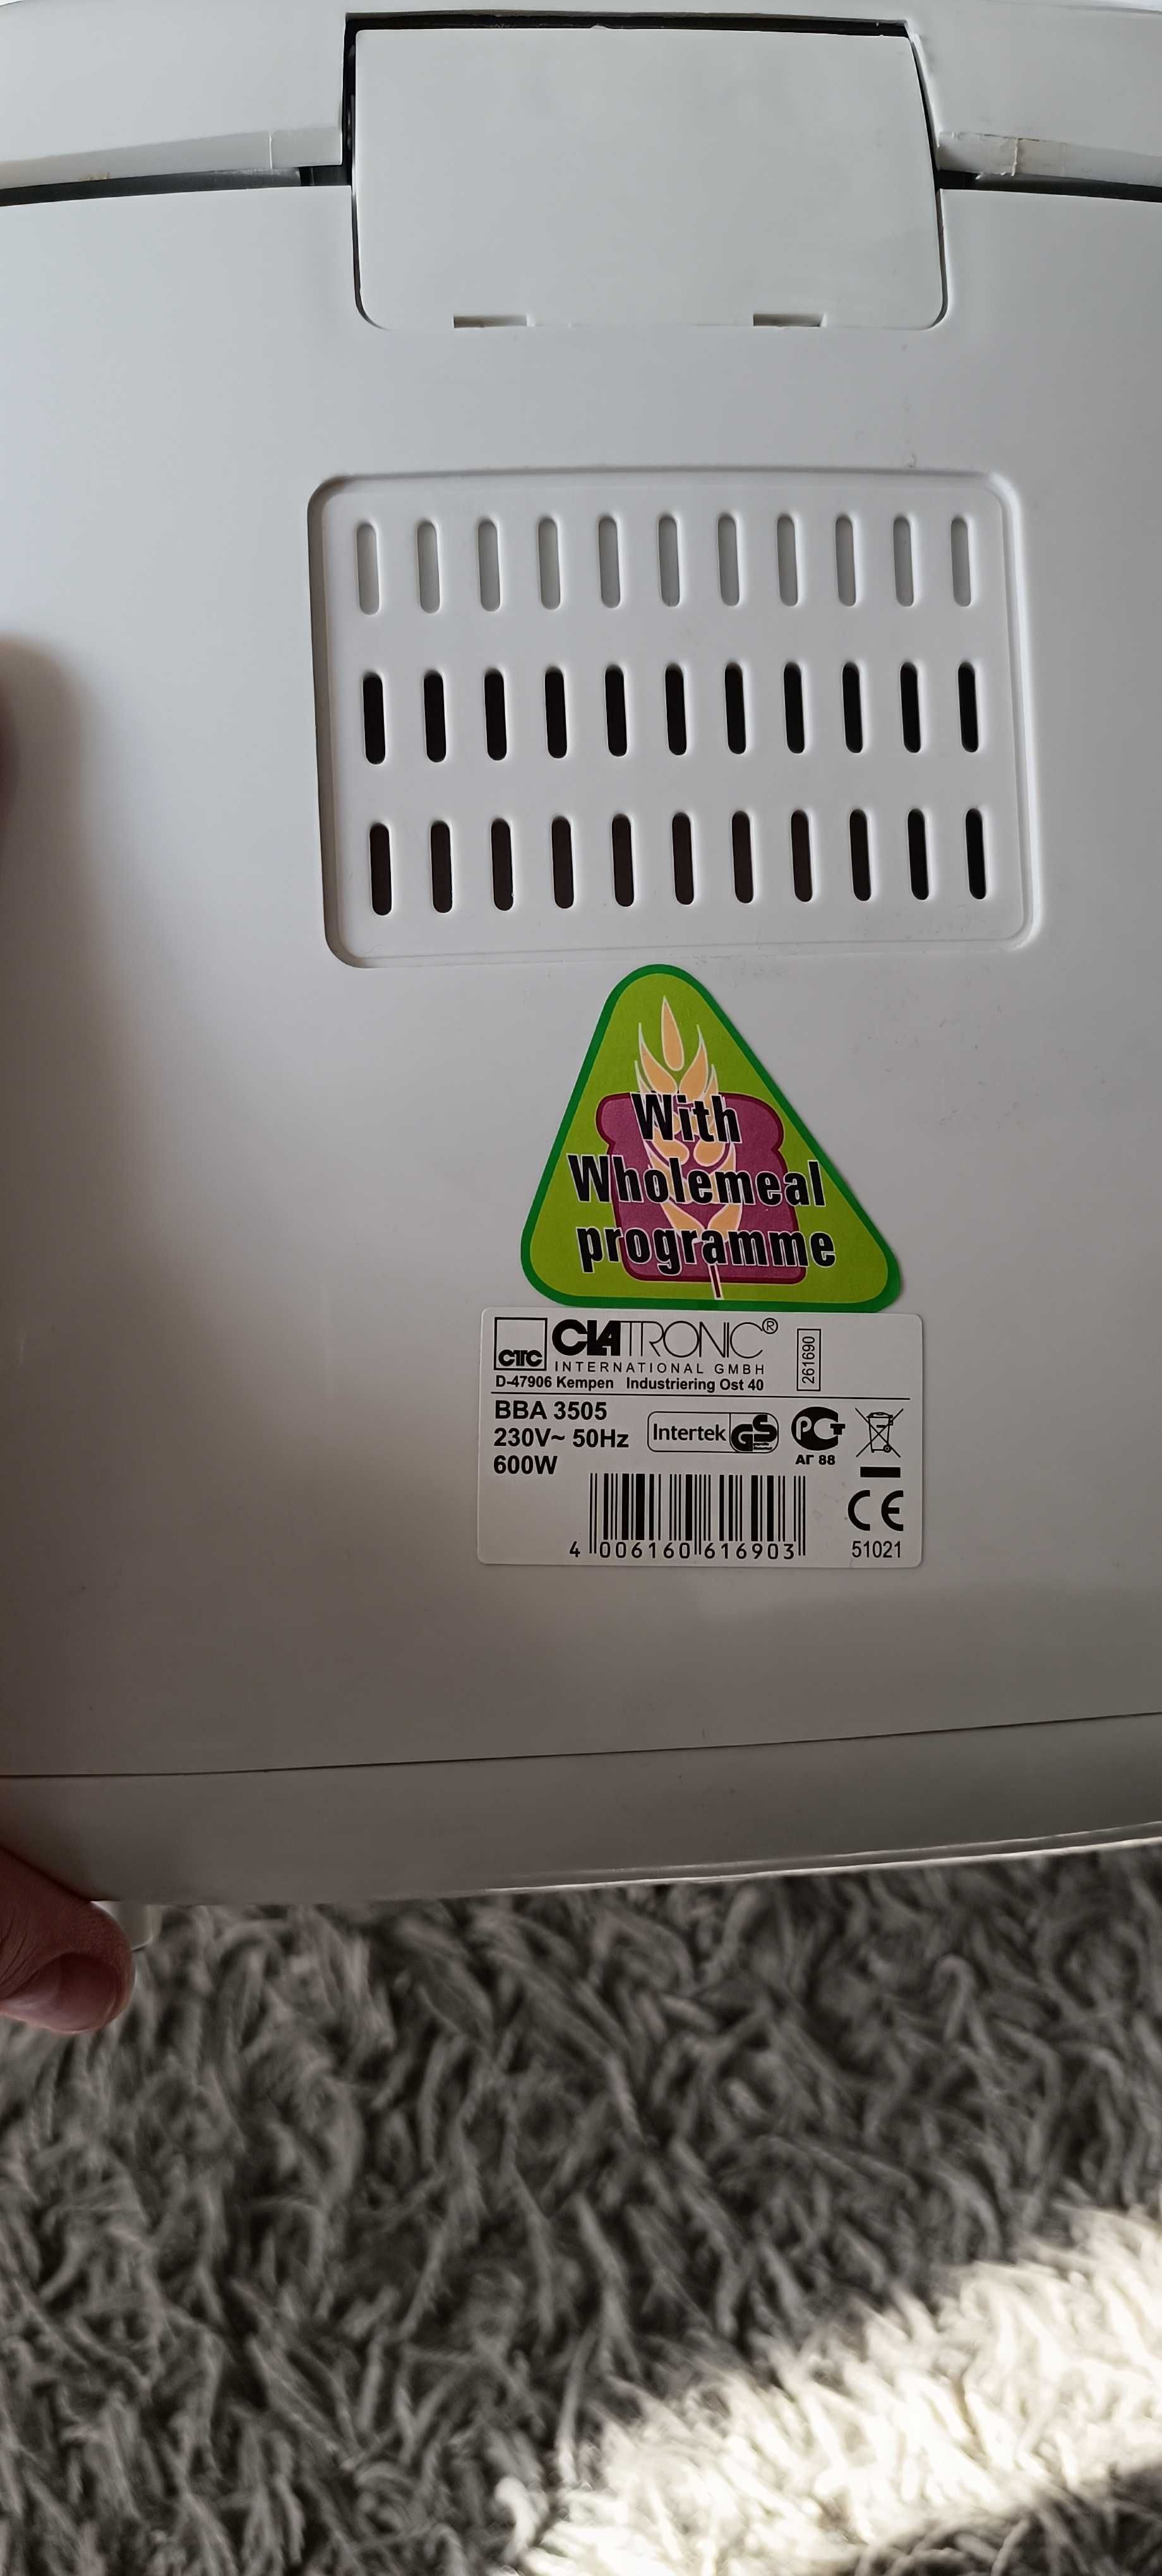 With
Wholemeal
programme
CTC CLATRONIC®
INTERNATIONAL GMBH
D-47906 Kempen Industriering Ost 40
261690
BBA 3505
230V~ 50Hz
600W
Intertek GS
РСТ
АГ 88
CE
4 006160 616903
51021